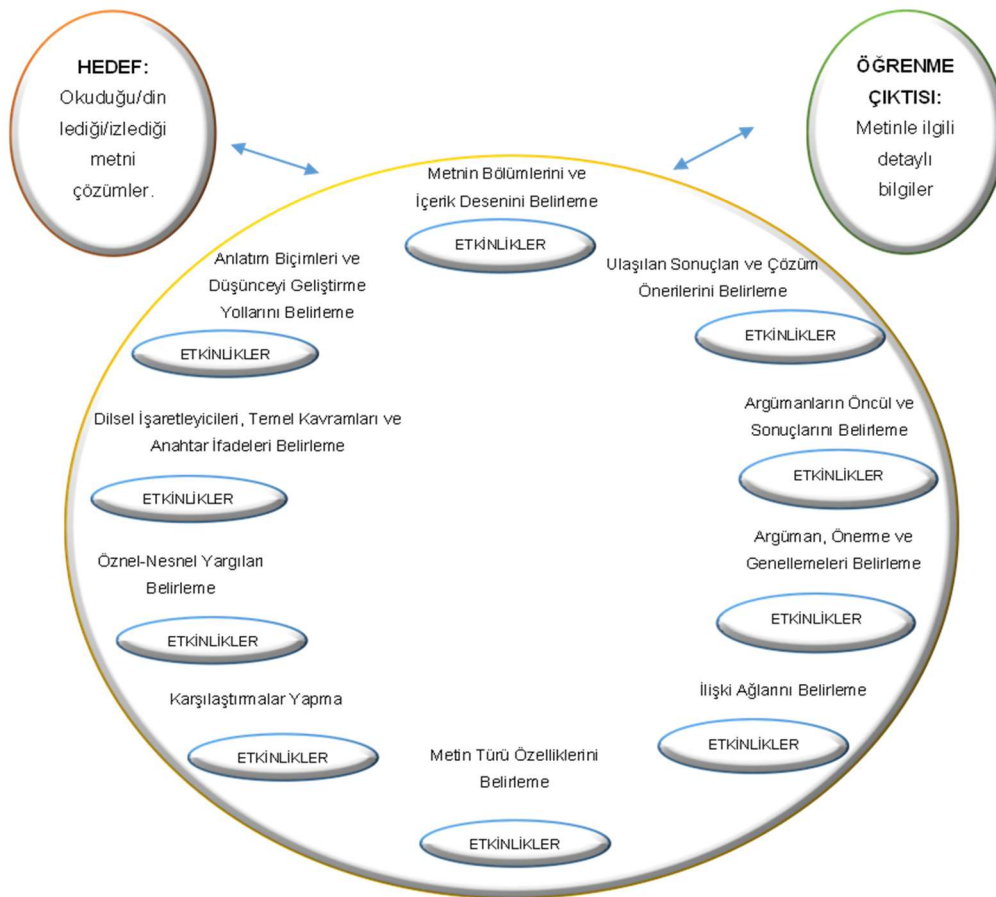 HEDEF:
Okuduğu/din
lediği/izlediği
metni
çözümler.
ÖĞRENME
ÇIKTISI:
Metinle ilgili
detaylı
bilgiler
Metnin Bölümlerini ve
İçerik Desenini Belirleme
ETKİNLİKLER
Anlatım Biçimleri ve
Düşünceyi Geliştirme
Yollarını Belirleme
ETKİNLİKLER
Ulaşılan Sonuçları ve Çözüm
Önerilerini Belirleme
ETKİNLİKLER
Dilsel İşaretleyicileri, Temel Kavramları ve
Anahtar İfadeleri Belirleme
ETKİNLİKLER
Argümanların Öncül ve
Sonuçlarını Belirleme
ETKİNLİKLER
Öznel-Nesnel Yargıları
Belirleme
ETKİNLİKLER
Argüman, Önerme ve
Genellemeleri Belirleme
ETKİNLİKLER
Karşılaştırmalar Yapma
ETKİNLİKLER
İlişki Ağlarını Belirleme
ETKİNLİKLER
Metin Türü Özelliklerini
Belirleme
ETKİNLİKLER